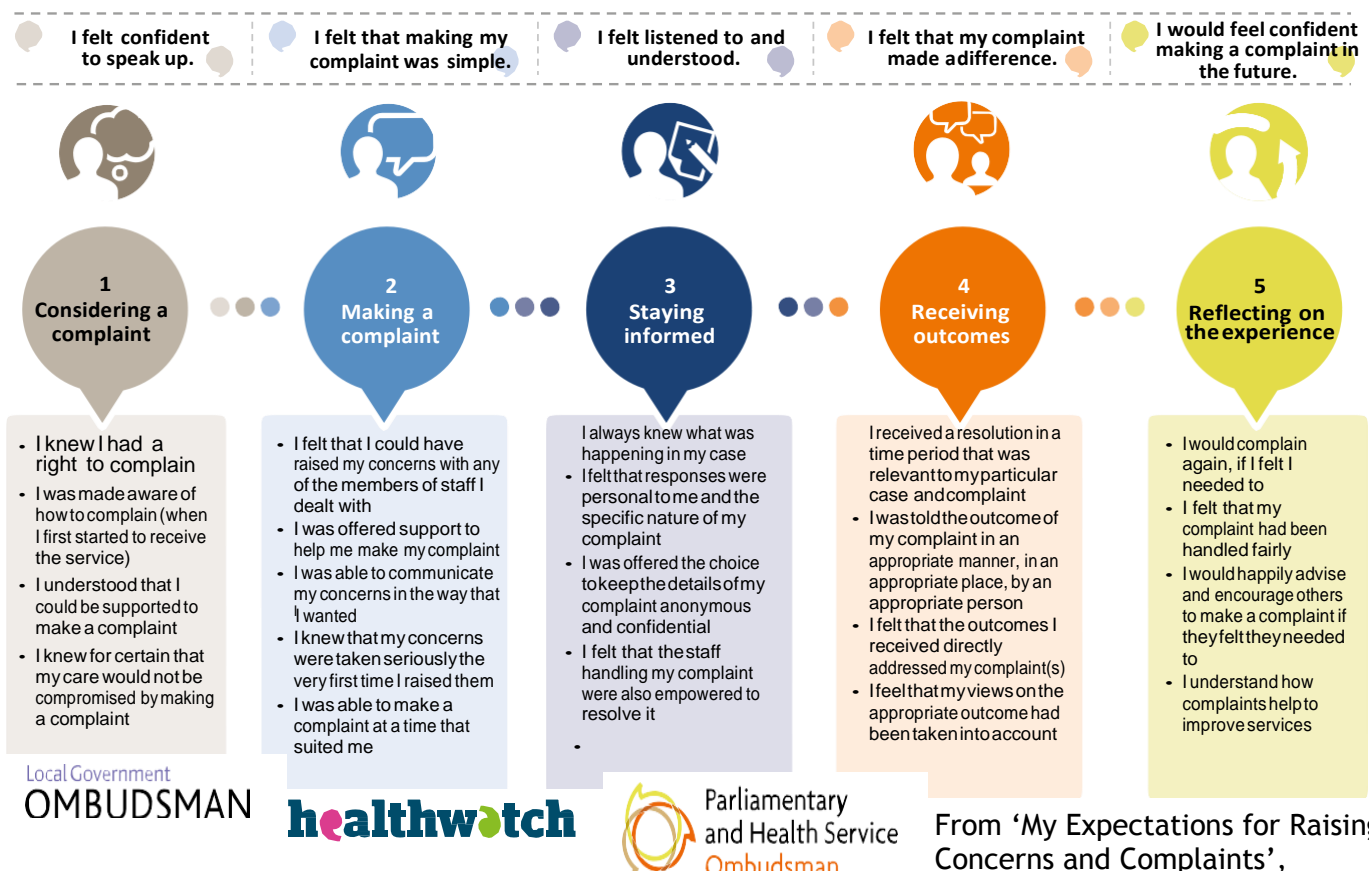 I felt confident
to speak up.
I felt that making my
complaint was simple.
I felt listened to and
understood.
I felt that my complaint
made adifference.
I would feel confident
making a complaint in
the future.
1
Considering a
complaint
2
Making a
complaint
3
Staying
informed
4
Receiving
outcomes
5
Reflecting on
the experience
• I knew I had a
right to complain
• I was made aware of
how to complain (when
I first started to receive
the service)
• I understood that I
could be supported to
make a complaint
• I knew for certain that
my care would not be
compromised by making
a complaint
• I felt that I could have
raised my concerns with any
of the members of staff I
dealt with
• I was offered support to
help me make my complaint
• I was able to communicate
my concerns in the way that
I wanted
• I knew that my concerns
were taken seriously the
very first time I raised them
• I was able to make a
complaint at a time that
suited me
I always knew what was
happening in my case
• I felt that responses were
personal to me and the
specific nature of my
complaint
• I was offered the choice
to keep the details of my
complaint anonymous
and confidential
• I felt that the staff
handling my complaint
were also empowered to
resolve it
•
I received a resolution in a
time period that was
relevant to my particular
case and complaint
• I was told the outcome of
my complaint in an
appropriate manner, in an
appropriate place, by an
appropriate person
• I felt that the outcomes I
received directly
addressed my complaint(s)
• I feel that my views on the
appropriate outcome had
been taken into account
• I would complain
again, if I felt I
needed to
• I felt that my
complaint had been
handled fairly
• I would happily advise
and encourage others
to make a complaint if
they felt they needed
to
• I understand how
complaints help to
improve services
Local Government
OMBUDSMAN
healthwatch
Parliamentary
and Health Service
Ombudsman
From ‘My Expectations for Raising
Concerns and Complaints’,